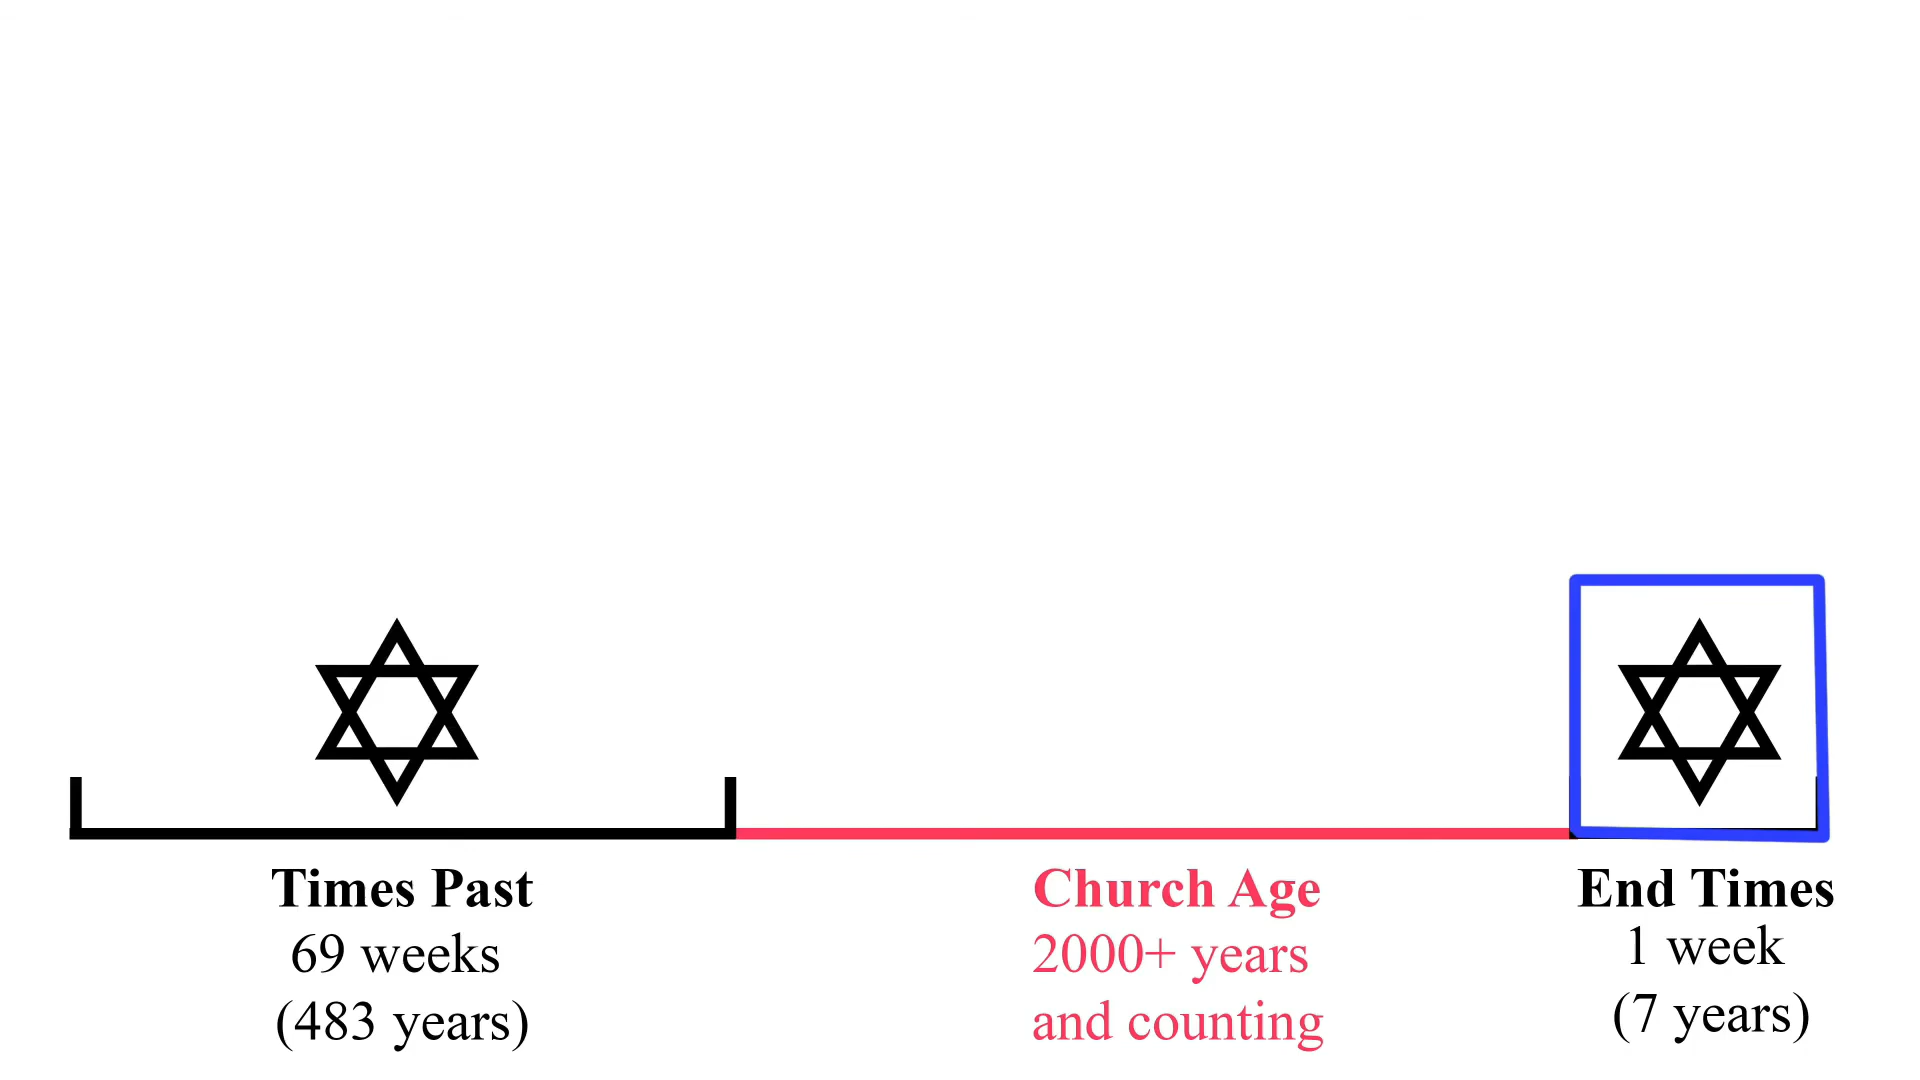 Times Past
69 weeks
(483 years)
Church Age
2000+ years
and counting
End Times
1 week
(7 years)